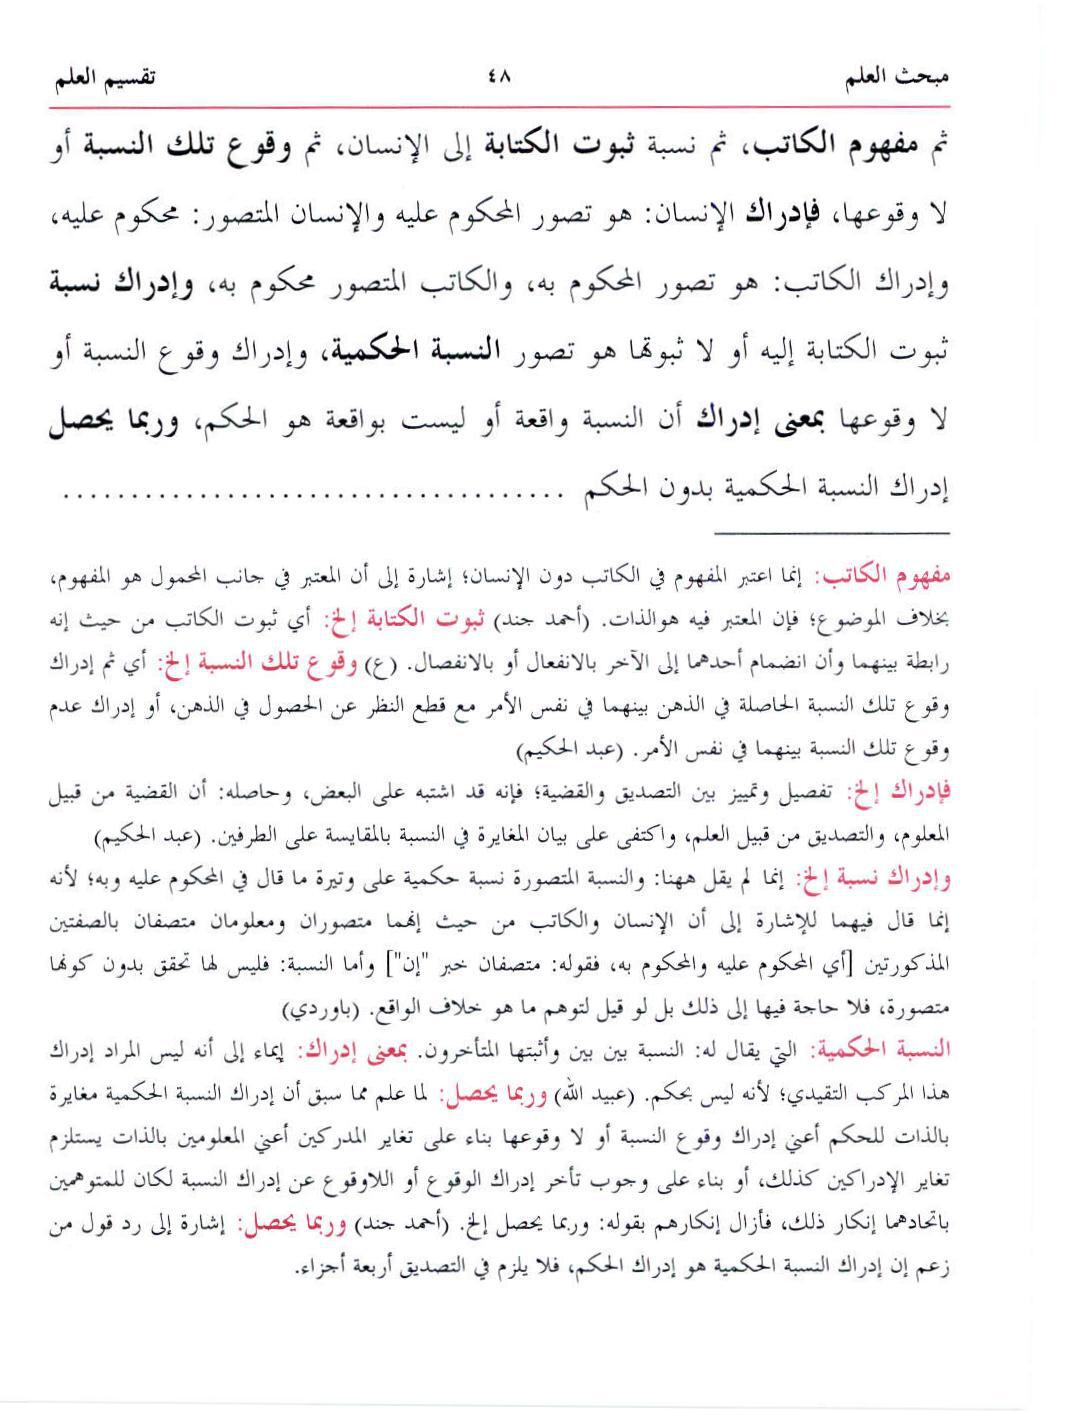 مبحث العلم ٤٨ تقسيم العلم
ثم مفهوم الكاتب، ثم نسبة ثبوت الكتابة إلى الإنسان، ثم وقوع تلك النسبة أو
لا وقوعها، فإدراك الإنسان: هو تصور المحكوم عليه والإنسان المتصور: محكوم عليه،
وإدراك الكاتب: هو تصور المحكوم به، والكاتب المتصور محكوم به، وإدراك نسبة
ثبوت الكتابة إليه أو لا ثبوتها هو تصور النسبة الحكمية، وإدراك وقوع النسبة أو
لا وقوعها بمعنى إدراك أن النسبة واقعة أو ليست بواقعة هو الحكم، وربما يحصل
إدراك النسبة الحكمية بدون الحكم .....................................
مفهوم الكاتب: إنما اعتبر المفهوم في الكاتب دون الإنسان؛ إشارة إلى أن المعتبر في جانب المحمول هو المفهوم،
بخلاف الموضوع؛ فإن المعتبر فيه هوالذات. (أحمد جند) ثبوت الكتابة إلخ: أي ثبوت الكاتب من حيث إنه
رابطة بينهما وأن انضمام أحدهما إلى الآخر بالانفعال أو بالانفصال. (ع) وقوع تلك النسبة إلخ: أي ثم إدراك
وقوع تلك النسبة الحاصلة في الذهن بينهما في نفس الأمر مع قطع النظر عن الحصول في الذهن، أو إدراك عدم
وقوع تلك النسبة بينهما في نفس الأمر. (عبد الحكيم)
فإدراك إلخ: تفصيل وتمييز بين التصديق والقضية؛ فإنه قد اشتبه على البعض، وحاصله: أن القضية من قبيل
المعلوم، والتصديق من قبيل العلم، واكتفى على بيان المغايرة في النسبة بالمقايسة على الطرفين. (عبد الحكيم)
وإدراك نسبة إلخ: إنما لم يقل ههنا: والنسبة المتصورة نسبة حكمية على وتيرة ما قال في المحكوم عليه وبه؛ لأنه
إنما قال فيهما للإشارة إلى أن الإنسان والكاتب من حيث إنهما متصوران ومعلومان متصفان بالصفتين
المذكورتين [أي المحكوم عليه والمحكوم به، فقوله: متصفان خبر "إن"] وأما النسبة: فليس لها تحقق بدون كونها
متصورة، فلا حاجة فيها إلى ذلك بل لو قيل لتوهم ما هو خلاف الواقع. (باوردي)
النسبة الحكمية: التي يقال له: النسبة بين بين وأثبتها المتأخرون. بمعنى إدراك: إيماء إلى أنه ليس المراد إدراك
هذا المركب التقيدي؛ لأنه ليس بحكم. (عبيد الله) وربما يحصل: لما علم مما سبق أن إدراك النسبة الحكمية مغايرة
بالذات للحكم أعني إدراك وقوع النسبة أو لا وقوعها بناء على تغاير المدركين أعني المعلومين بالذات يستلزم
تغاير الإدراكين كذلك، أو بناء على وجوب تأخر إدراك الوقوع أو اللاوقوع عن إدراك النسبة لكان للمتوهمين
باتحادهما إنكار ذلك، فأزال إنكارهم بقوله: وربما يحصل إلخ. (أحمد جند) وربما يحصل: إشارة إلى رد قول من
زعم إن إدراك النسبة الحكمية هو إدراك الحكم، فلا يلزم في التصديق أربعة أجزاء.